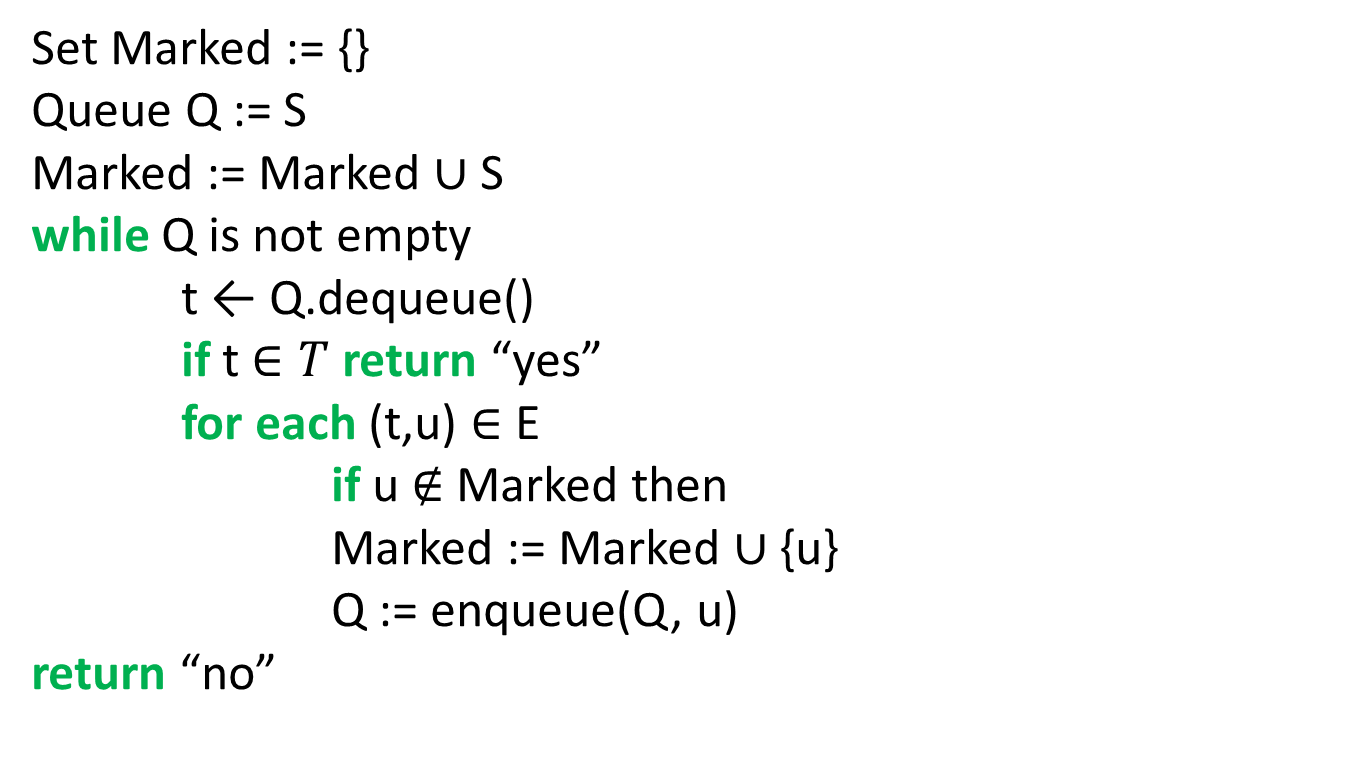 Set Marked := {}
Queue Q := S
Marked := Marked ∪ S
while Q is not empty
t ← Q.dequeue()
if t ∈ T return “yes”
for each (t,u) ∈ E
if u ∉ Marked then
Marked := Marked ∪ {u}
Q := enqueue(Q, u)
return “no”